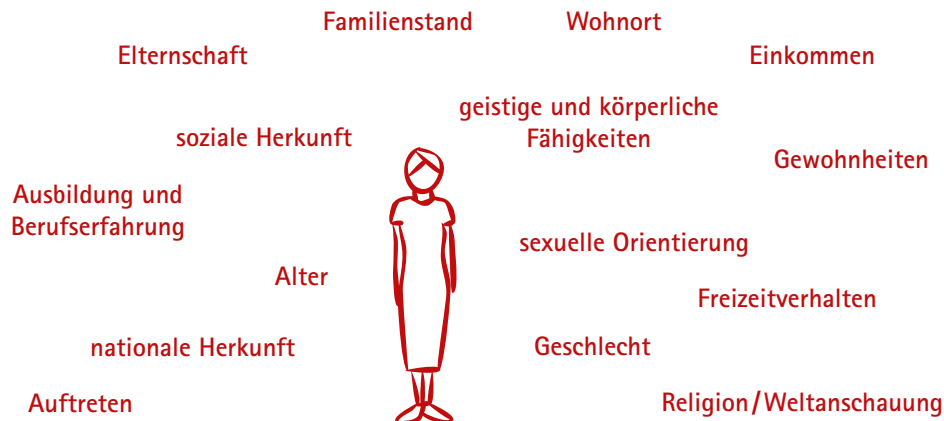 Familienstand
Wohnort
Elternschaft
Einkommen
geistige und körperliche
Fähigkeiten
soziale Herkunft
Gewohnheiten
Ausbildung und
Berufserfahrung
sexuelle Orientierung
Alter
Freizeitverhalten
nationale Herkunft
Geschlecht
Auftreten
Religion/Weltanschauung